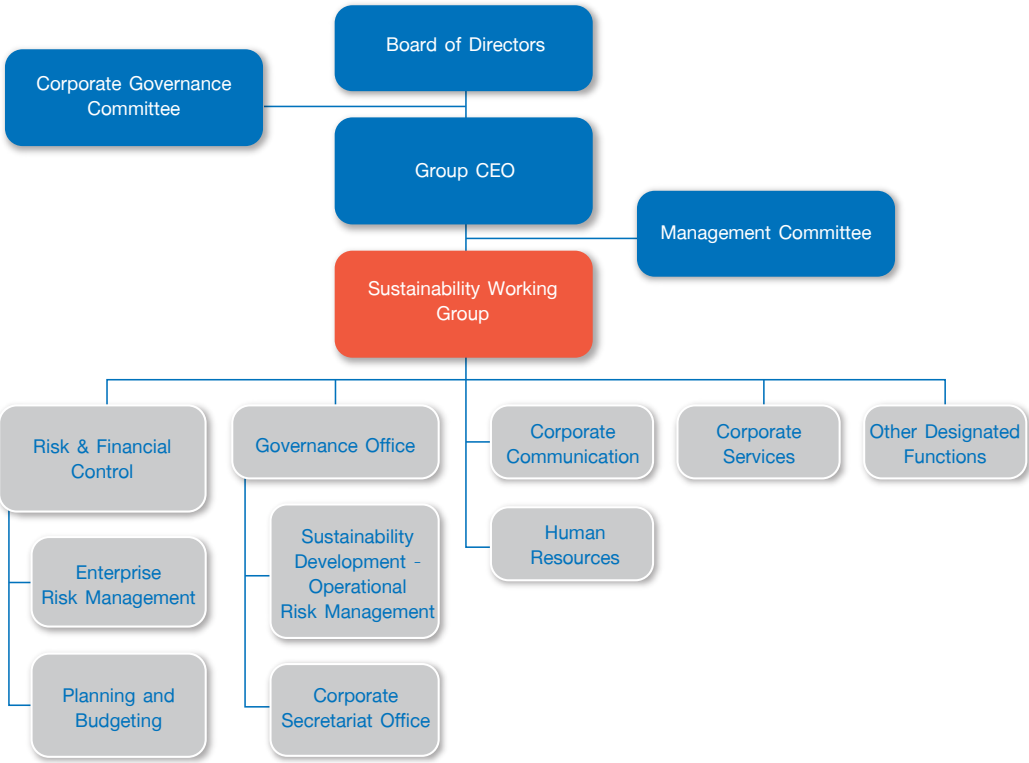 Board of Directors
Corporate Governance
Committee
Group CEO
Management Committee
Sustainability Working
Group
Risk & Financial
Control
Governance Office
Corporate
Communication
Corporate
Services
Other Designated
Functions
Enterprise
Risk Management
Sustainability
Development -
Operational
Risk Management
Human
Resources
Planning and
Budgeting
Corporate
Secretariat Office